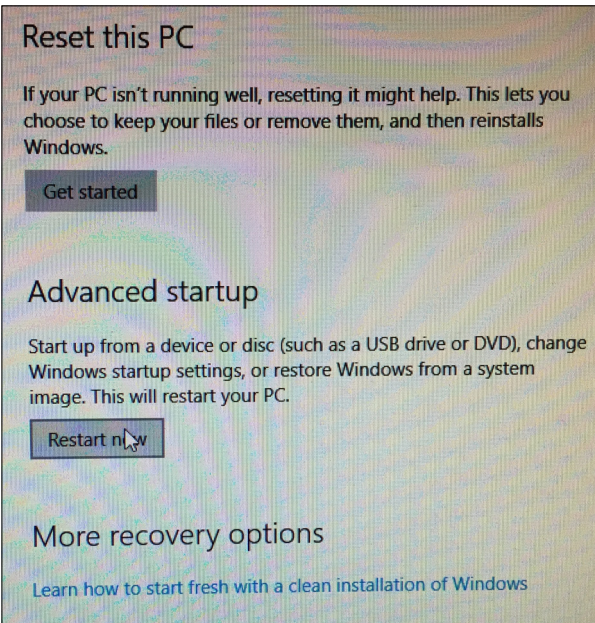 Reset this PC
If your PC isn't running well, resetting it might help. This lets you
choose to keep your files or remove them, and then reinstalls
Windows.
Get started
Advanced startup
Start up from a device or disc (such as a USB drive or DVD), change
Windows startup settings, or restore Windows from a system
image. This will restart your PC.
Restart now
More recovery options
Learn how to start fresh with a clean installation of Windows